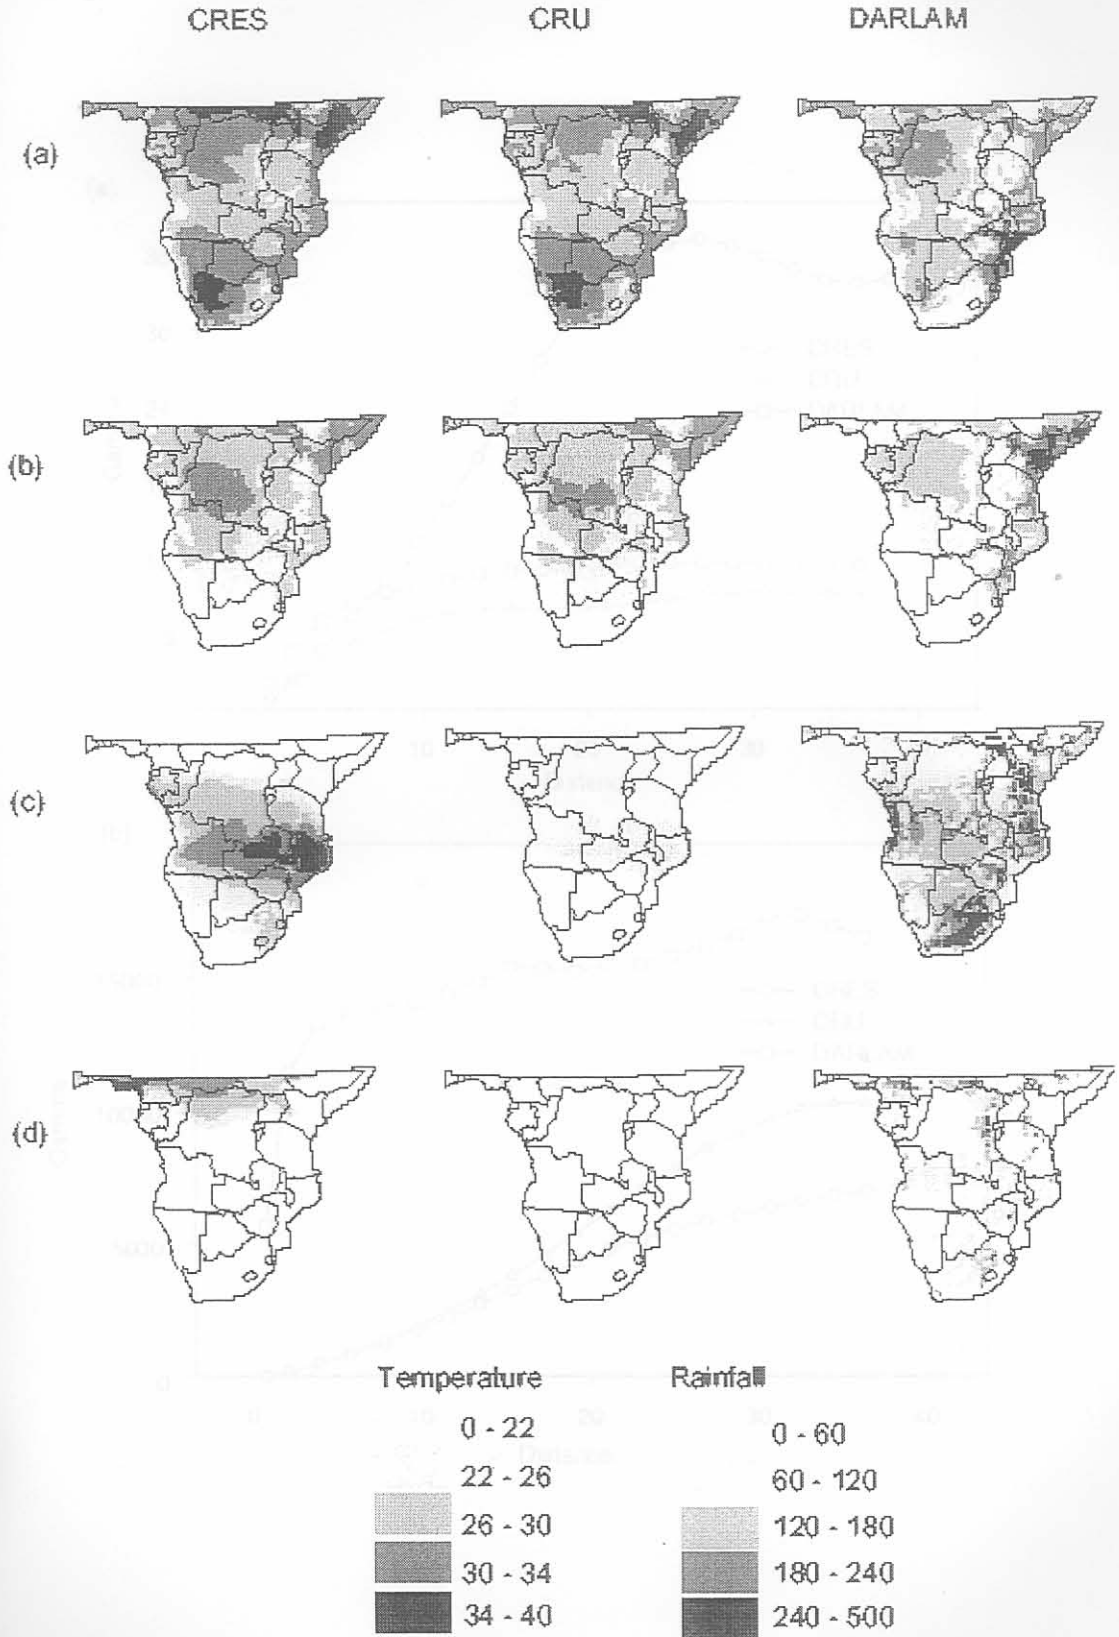 CRES CRU DARLAM
(a)
(b)
(c)
(d)
Temperature Rainfall
0 - 22 0 - 60
22 - 26 60 - 120
26 - 30 120 - 180
30 - 34 180 - 240
34 - 40 240 - 500